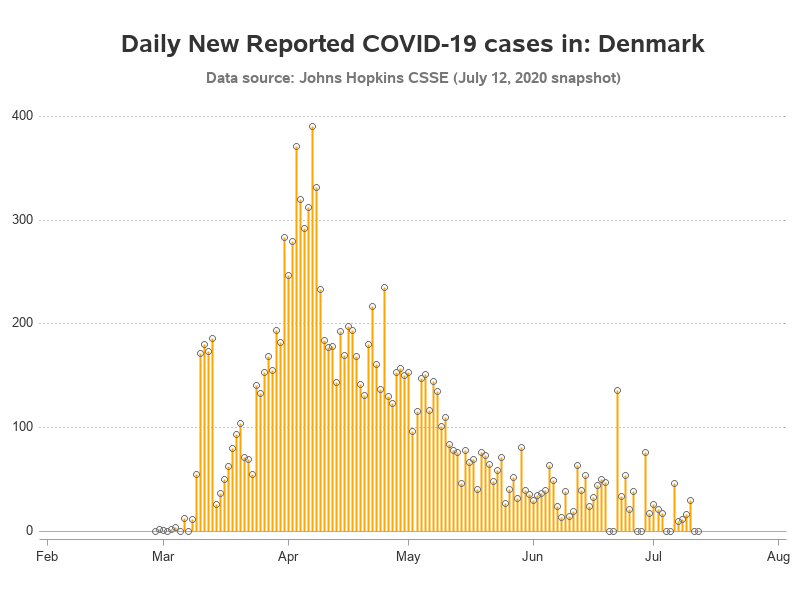 Daily New Reported COVID-19 cases in: Denmark
Data source: Johns Hopkins CSSE (July 12, 2020 snapshot)
400
300
200
100
0
Feb Mar Apr May Jun Jul Aug